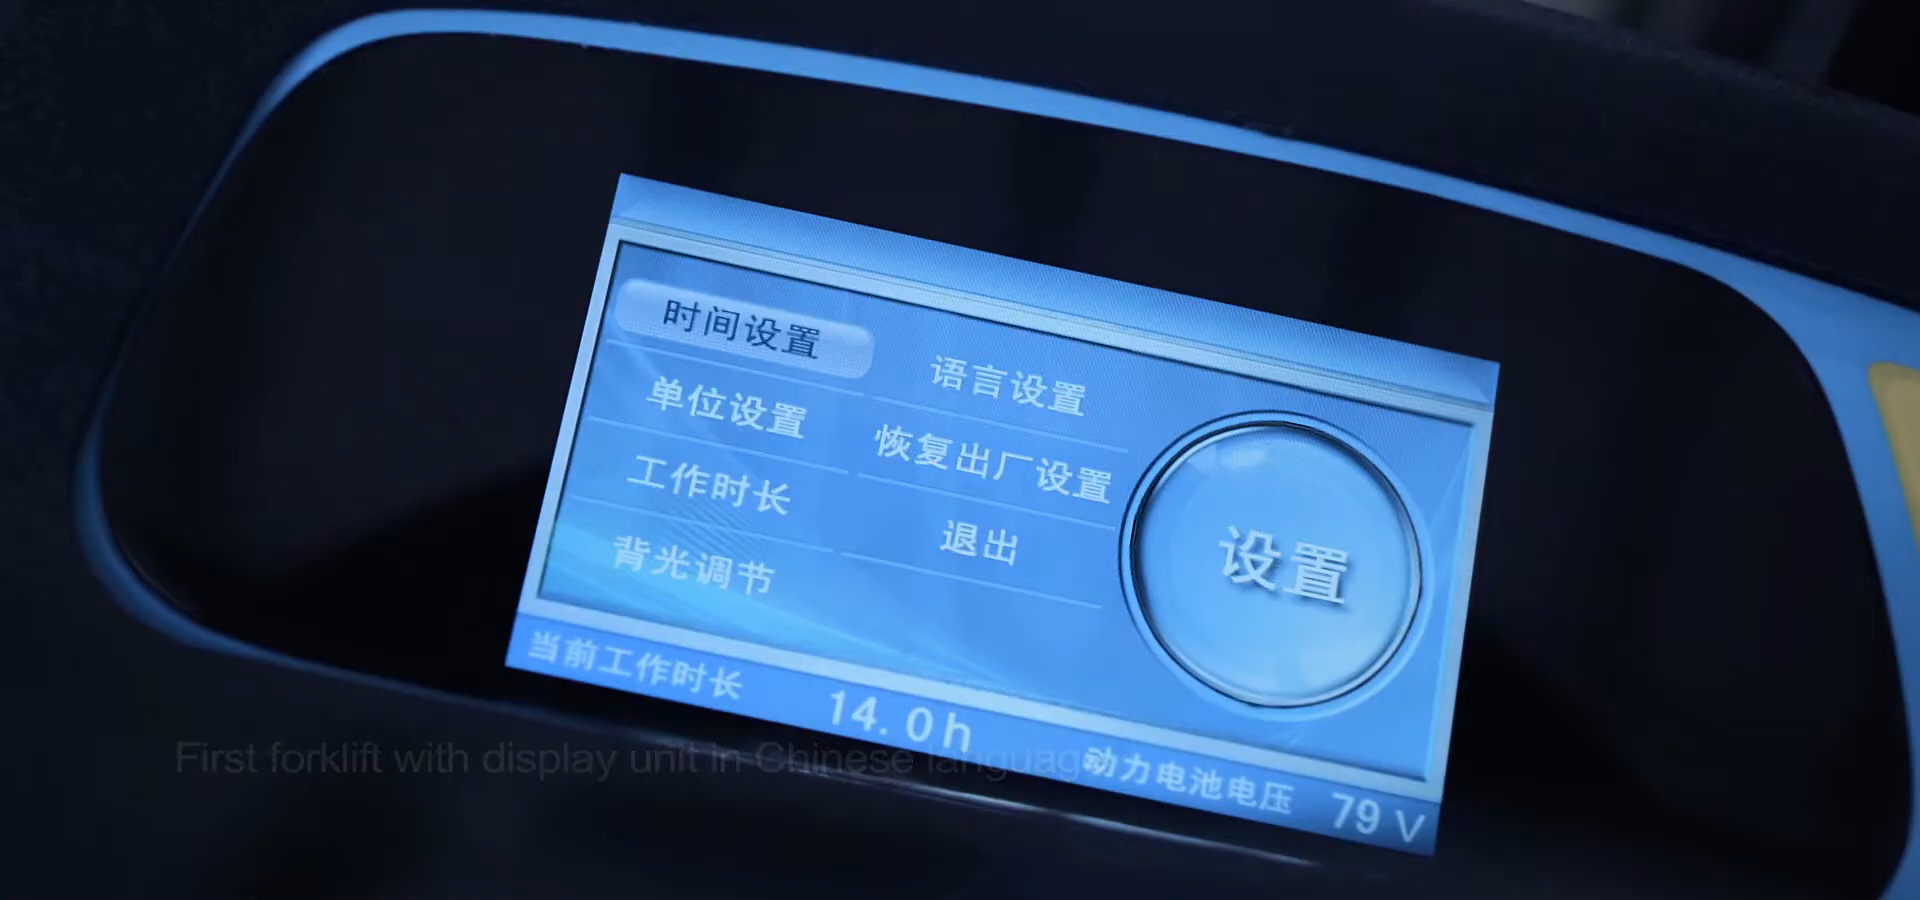 时间设置
语言设置
单位设置
恢复出厂设置
工作时长
退出
背光调节
设置
当前工作时长 14.0h 动力电池电压 79 V
First forklift with display unit in Chinese language